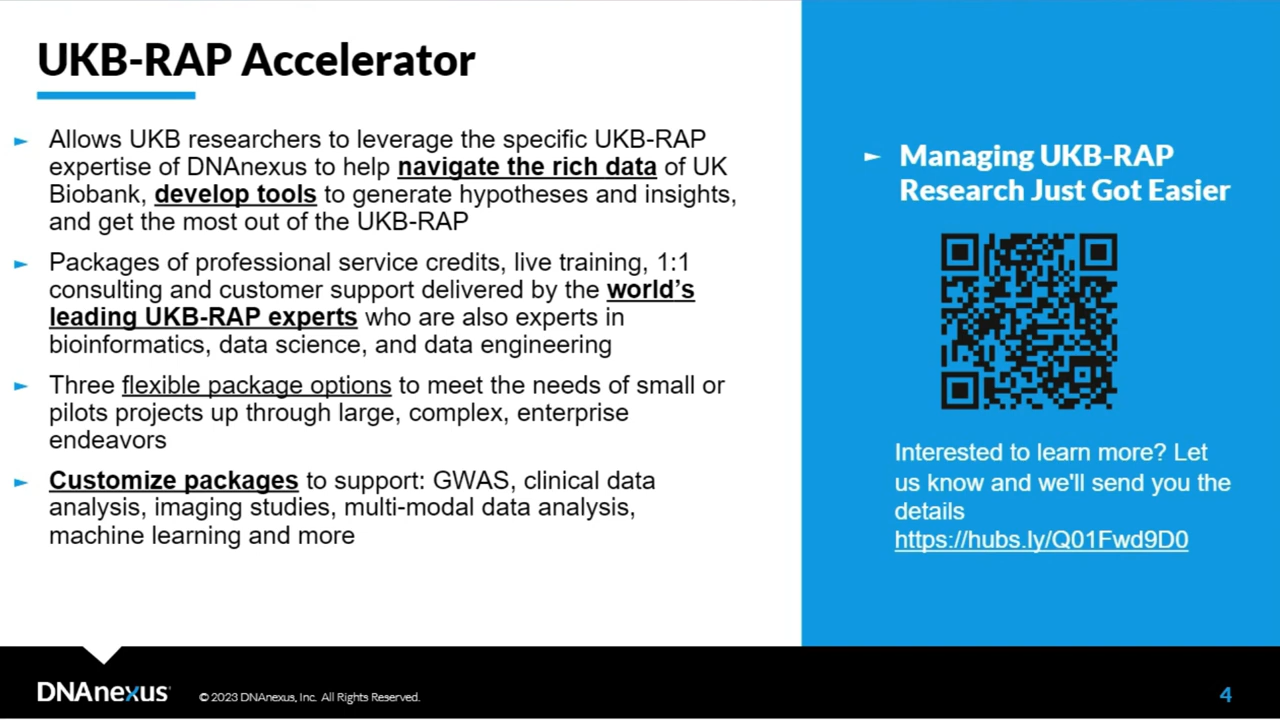 UKB-RAP Accelerator
► Allows UKB researchers to leverage the specific UKB-RAP
expertise of DNAnexus to help navigate the rich data of UK
Biobank, develop tools to generate hypotheses and insights,
and get the most out of the UKB-RAP
► Packages of professional service credits, live training, 1:1
consulting and customer support delivered by the world's
leading UKB-RAP experts who are also experts in
bioinformatics, data science, and data engineering
► Three flexible package options to meet the needs of small or
pilots projects up through large, complex, enterprise
endeavors
► Customize packages to support: GWAS, clinical data
analysis, imaging studies, multi-modal data analysis,
machine learning and more
► Managing UKB-RAP
Research Just Got Easier
Interested to learn more? Let
us know and we'll send you the
details
https://hubs.ly/Q01Fwd9D0
DNAnexus
© 2023 DNAnexus, Inc. All Rights Reserved.
4